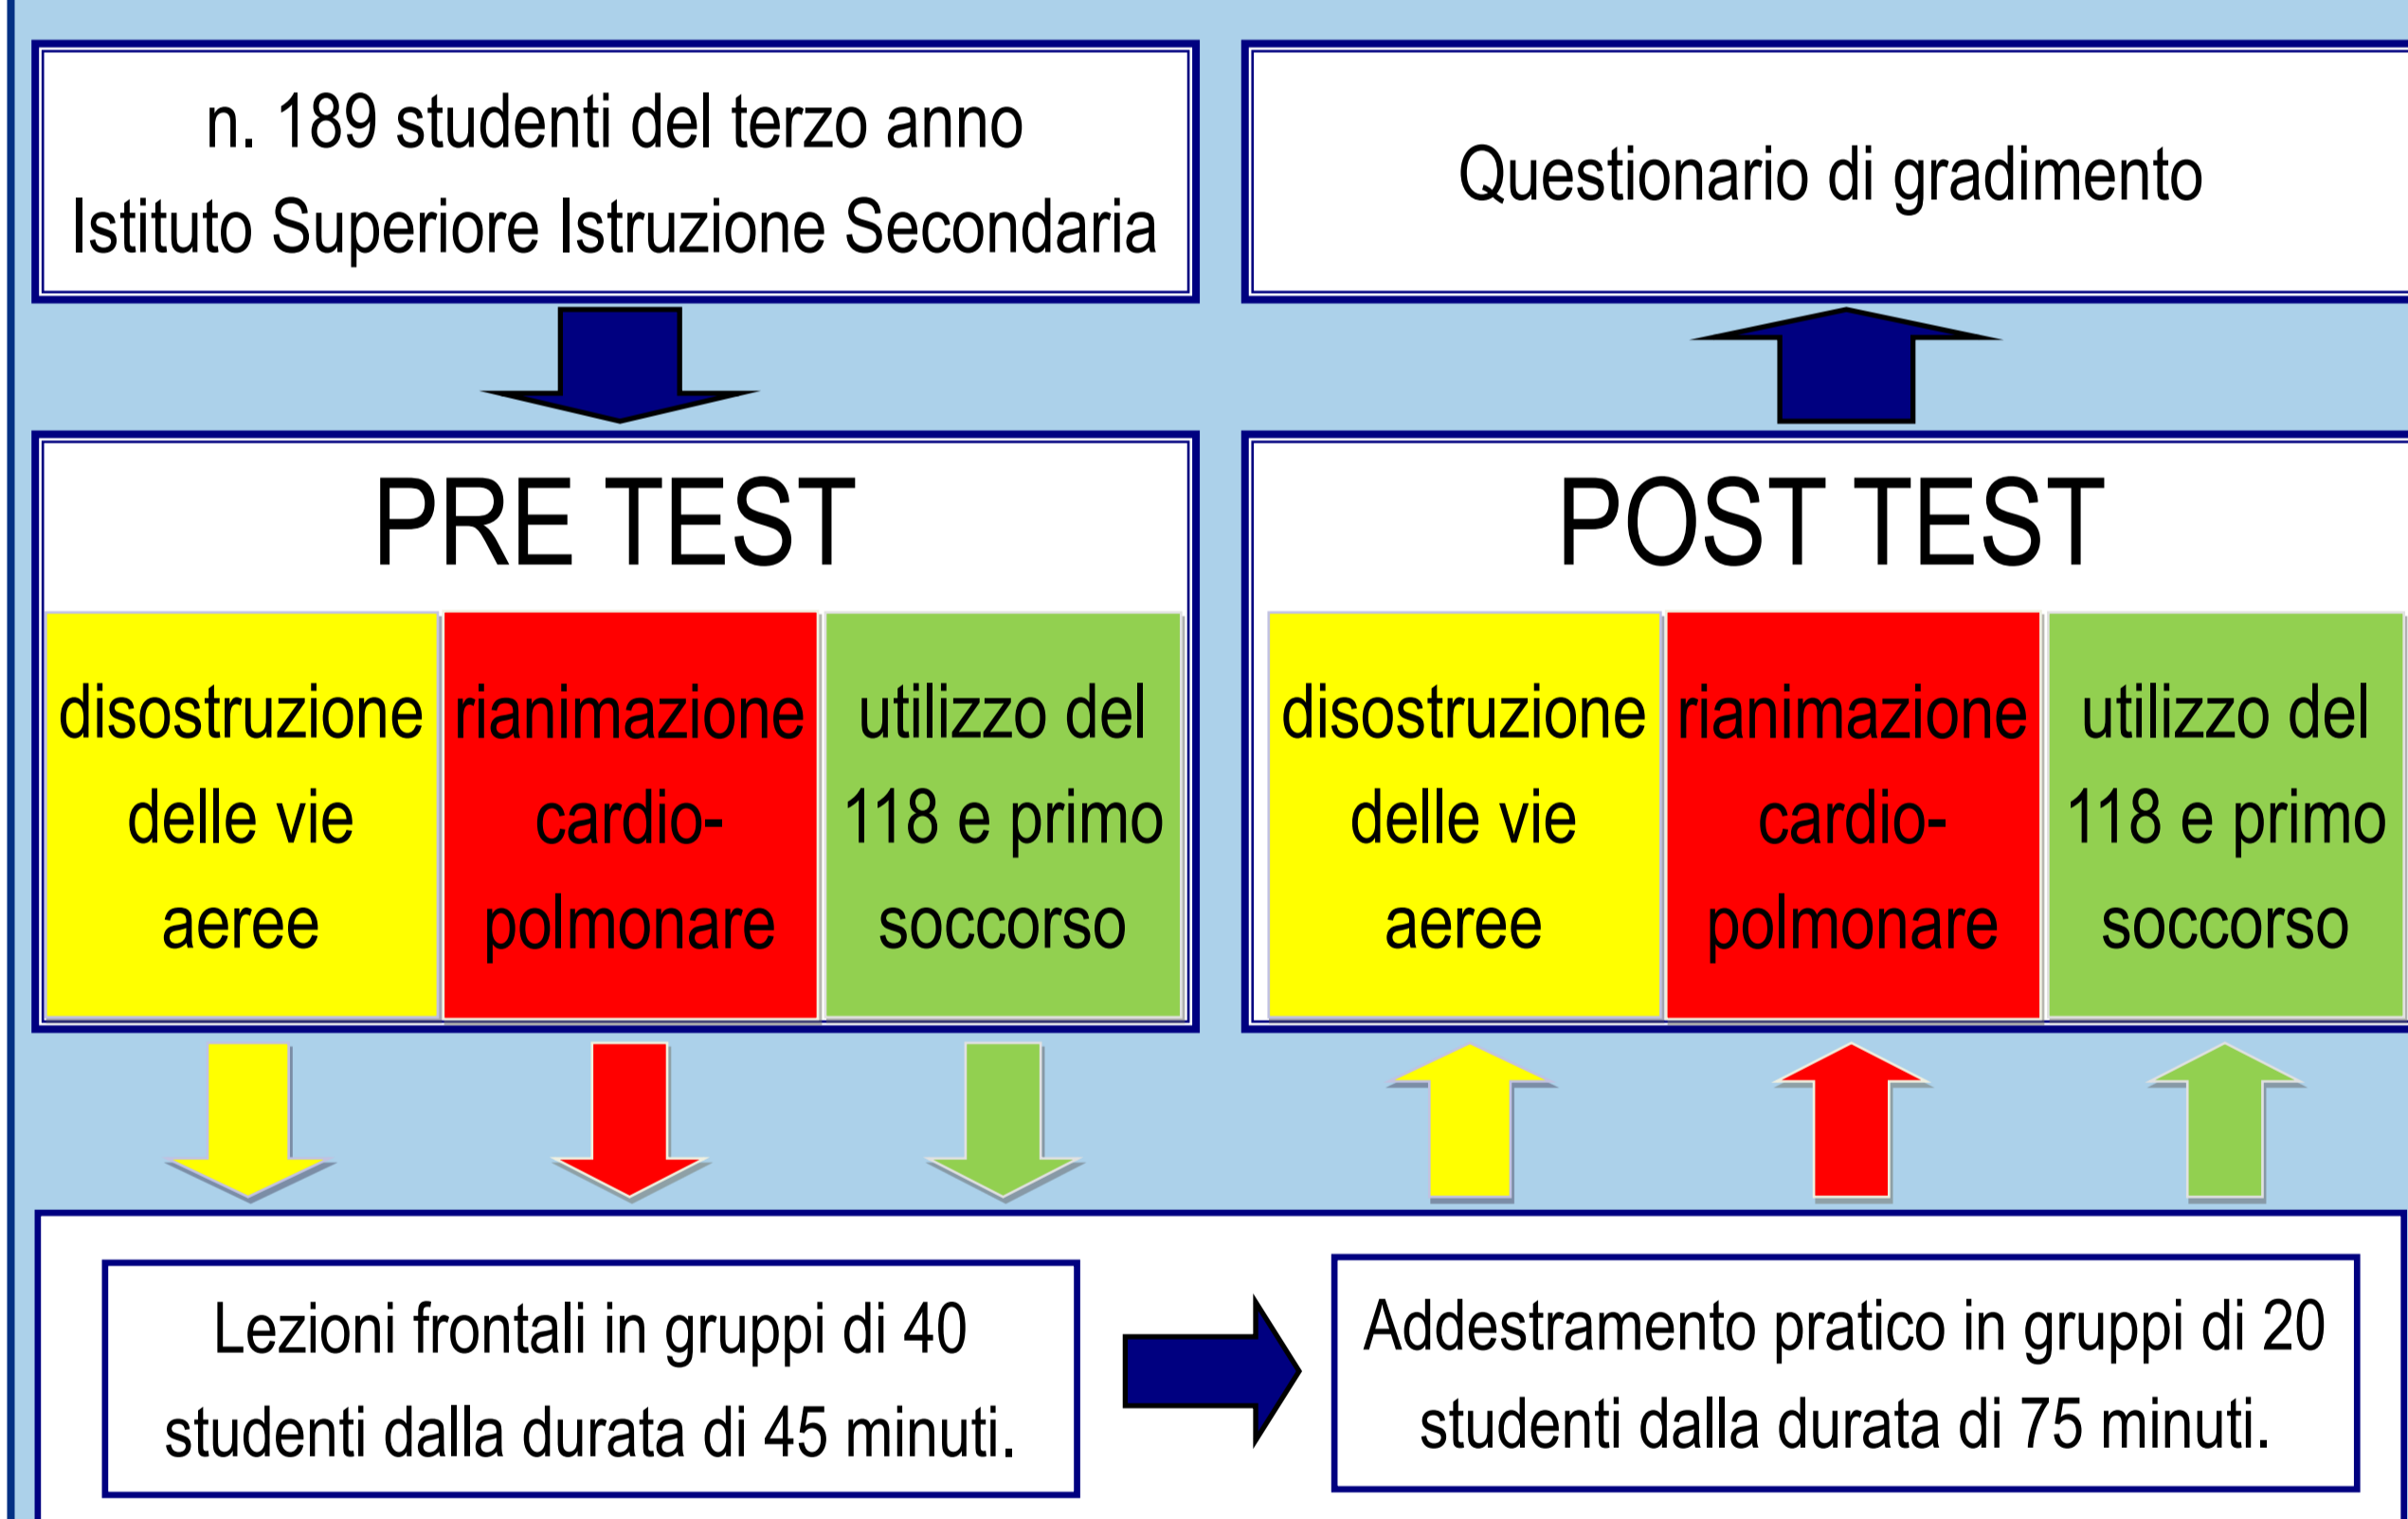 n. 189 studenti del terzo anno
Istituto Superiore Istruzione Secondaria
Questionario di gradimento
PRE TEST
disostruzione
delle vie
aeree
rianimazione
cardio-
polmonare
utilizzo del
118 e primo
soccorso
POST TEST
disostuzione
delle vie
aeree
rianimazione
cardio-
polmonare
utilizzo del
118 e primo
soccorso
Lezioni frontali in gruppi di 40
studenti dalla durata di 45 minuti.
Addestramento pratico in gruppi di 20
studenti dalla durata di 75 minuti.